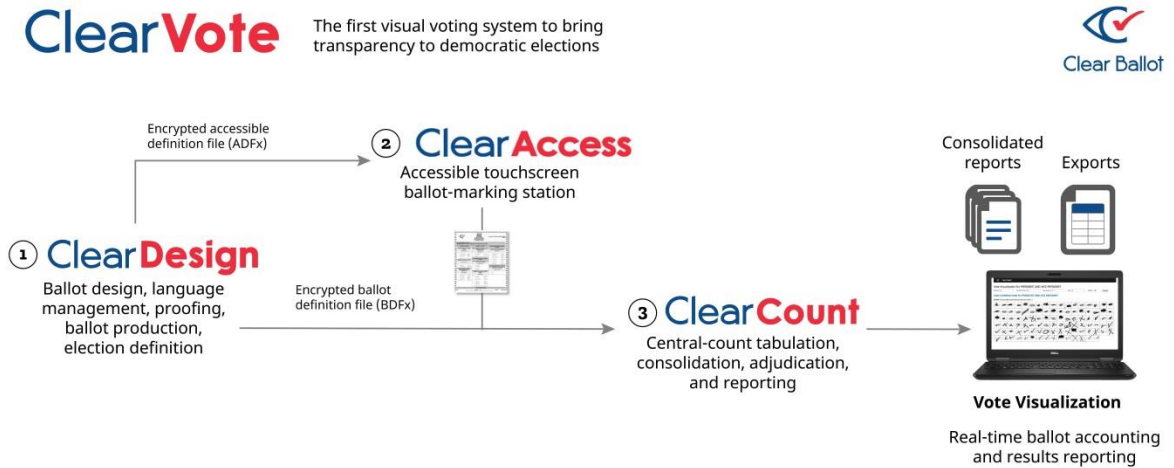 ClearVote
The first visual voting system to bring
transparency to democratic elections
Clear Ballot
Encrypted accessible
definition file (ADFx)
2 ClearAccess
Accessible touchscreen
ballot-marking station
1 ClearDesign
Ballot design, language
management, proofing,
ballot production,
election definition
Encrypted ballot
definition file (BDFx)
3 ClearCount
Central-count tabulation,
consolidation, adjudication,
and reporting
Consolidated
reports
Exports
Vote Visualization
Real-time ballot accounting
and results reporting